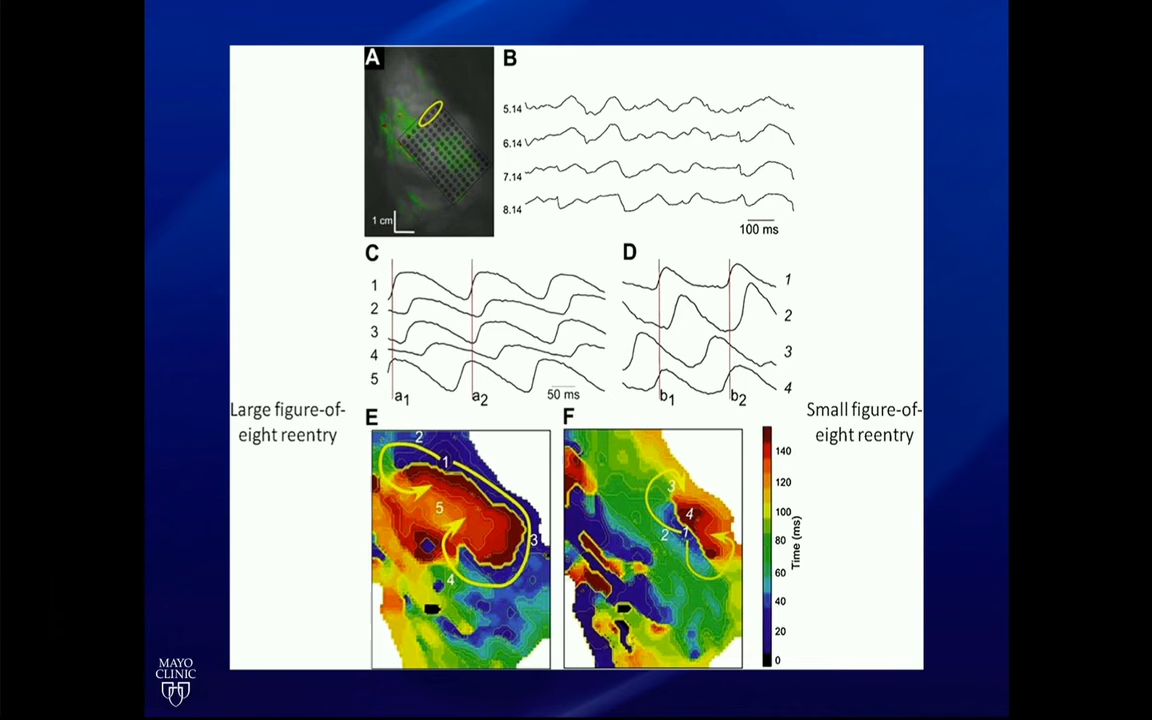 A
B
5.14
6.14
7.14
8.14
1 cm
100 ms
C
1
2
3
4
5
a1
a2
50 ms
D
1
2
3
4
b1
b2
Large figure-of-
eight reentry
Small figure-of-
eight reentry
E
2
1
5
3
4
F
3
4
1
2
140
120
100
80
60
40
20
0
Time (ms)
MAYO
CLINIC